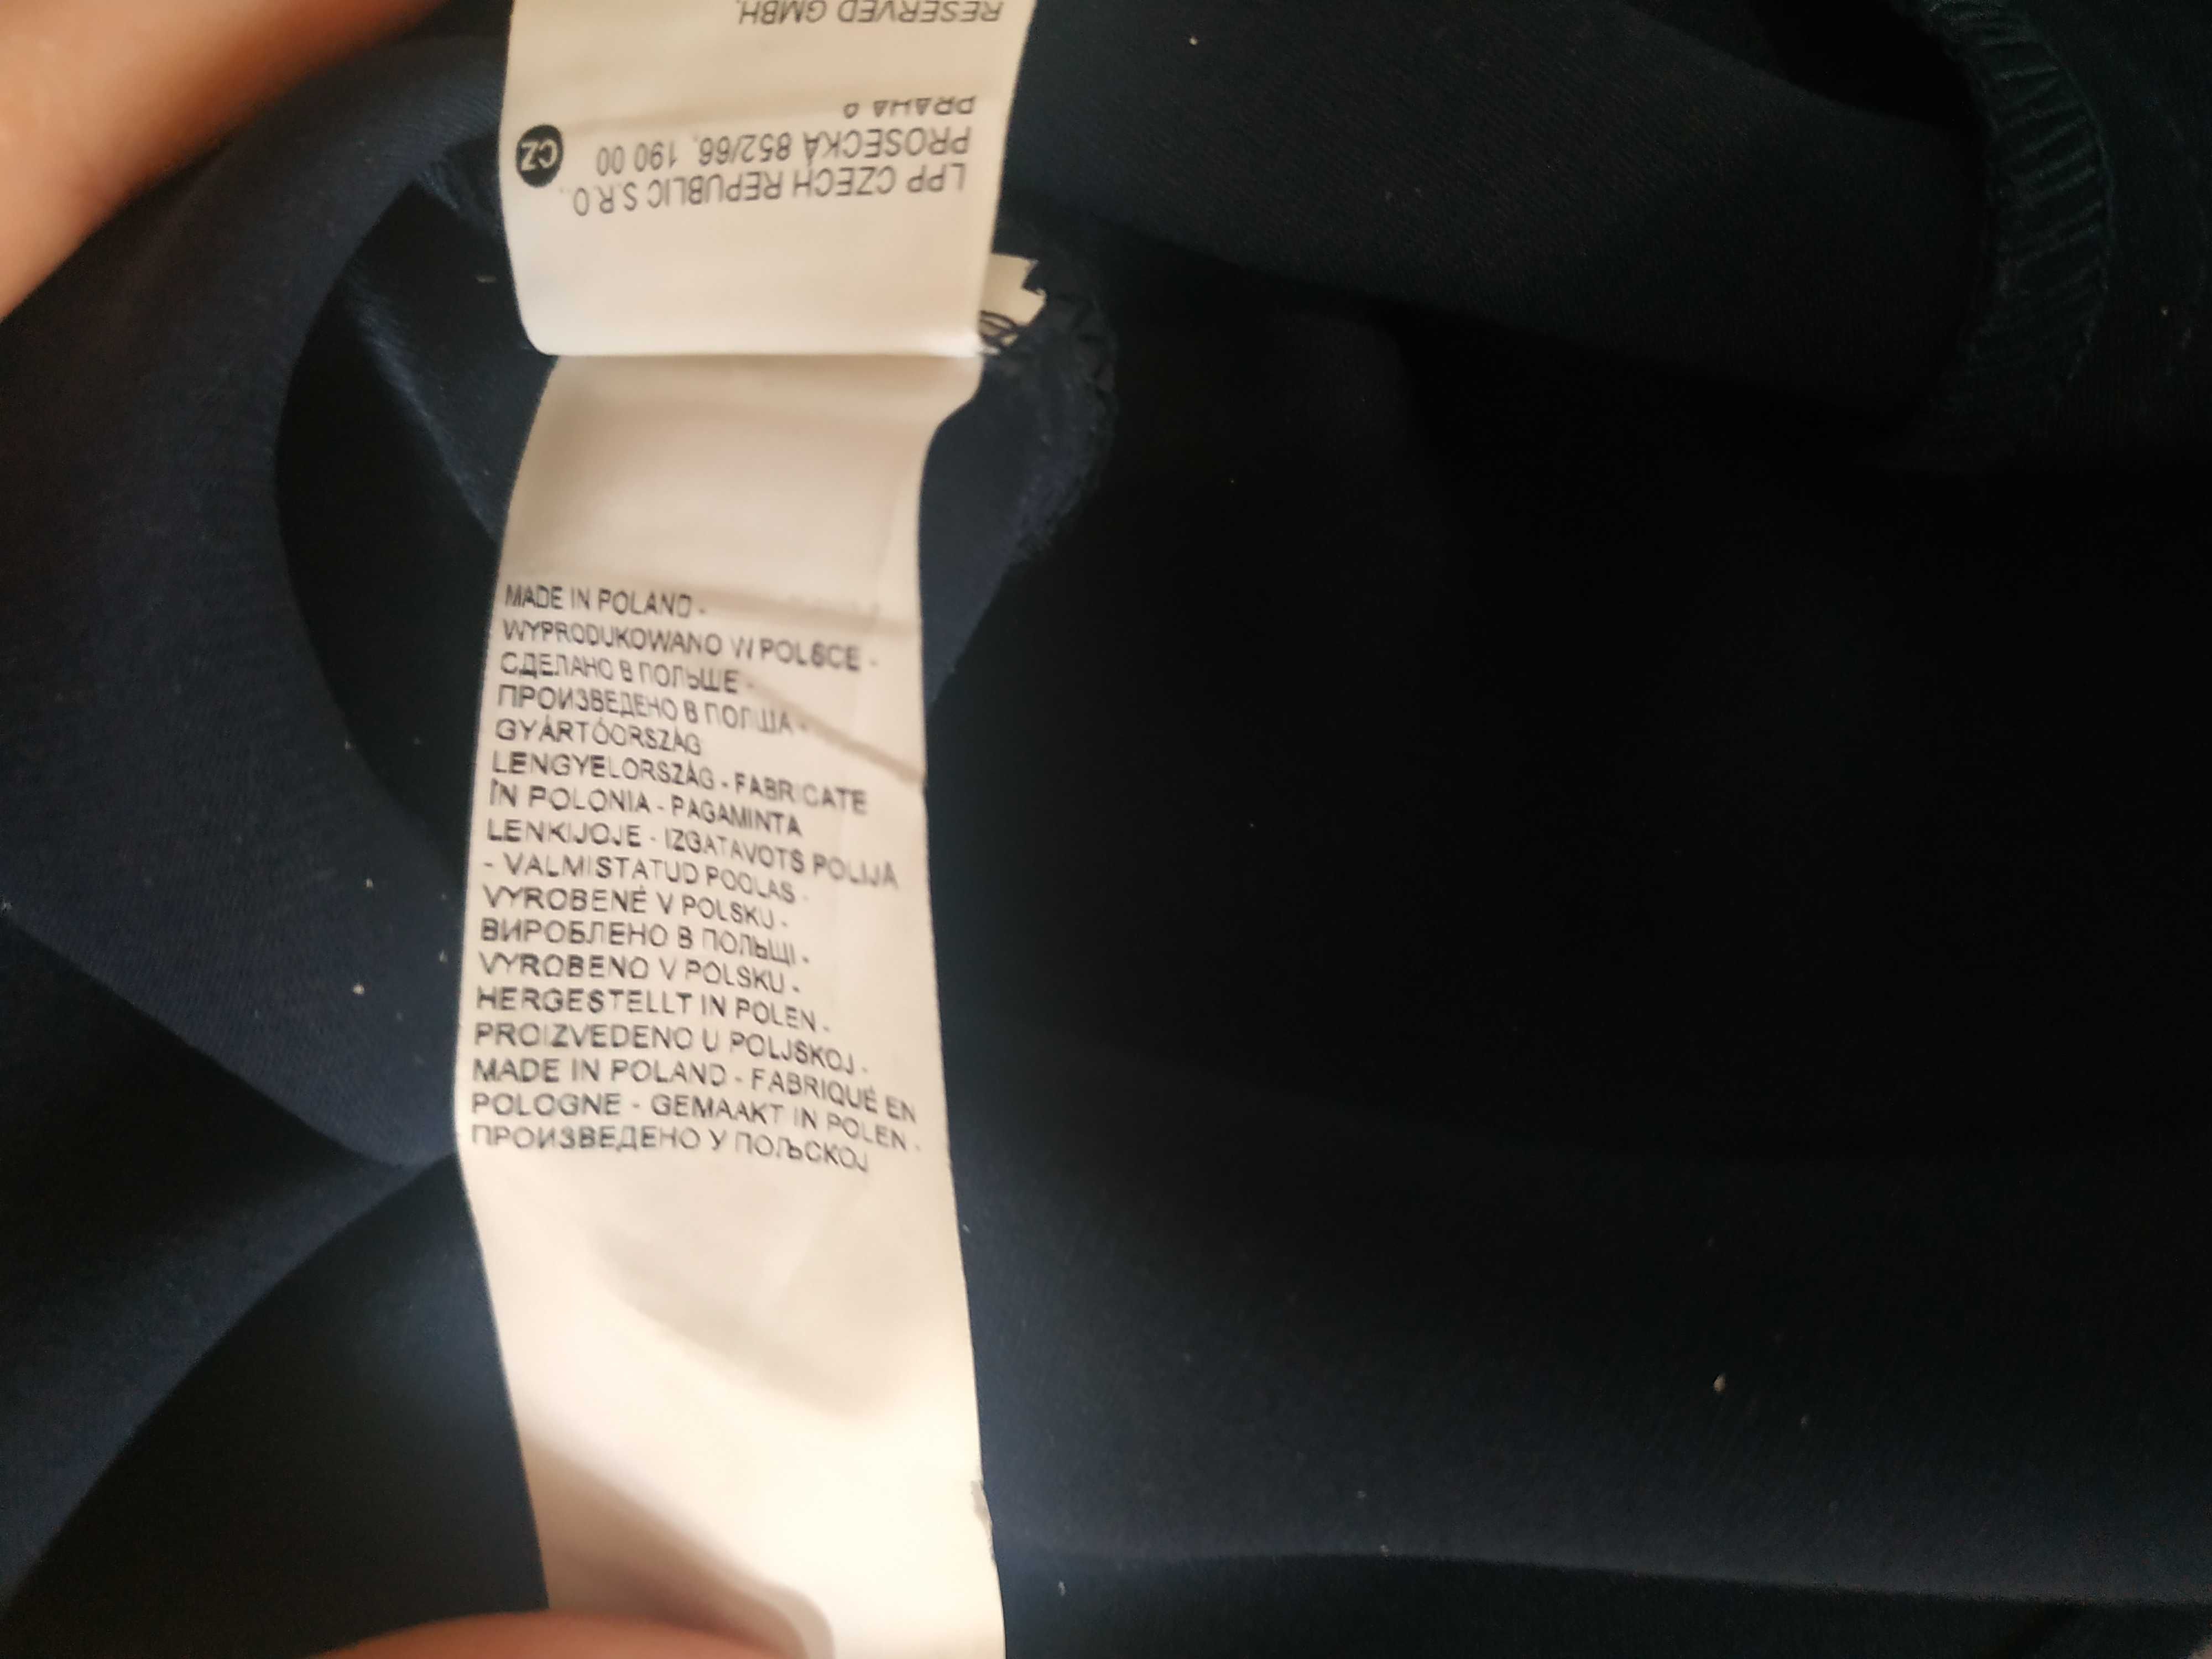 RESERVED GMBH,
LPP CZECH REPUBLIC S.R.O.,
PROSECKÁ 852/66, 190 00
PRAHA 9
CZ
MADE IN POLAND -
WYPRODUKOWANO W POLSCE -
СДЕЛАНО В ПОЛЬШЕ -
ПРОИЗВЕДЕНО В ПОЛША -
GYÁRTÓORSZÁG
LENGYELORSZÁG - FABRICATE
ÎN POLONIA - PAGAMINTA
LENKIJOJE - IZGATAVOTS POLIJĀ
- VALMISTATUD POOLAS -
VYROBENÉ V POLSKU -
ВИРОБЛЕНО В ПОЛЬЩІ -
VYROBENO V POLSKU -
HERGESTELLT IN POLEN -
PROIZVEDENO U POLJSKOJ -
MADE IN POLAND - FABRIQUÉ EN
POLOGNE - GEMAAKT IN POLEN -
ПРОИЗВЕДЕНО У ПОЉСКОЈ